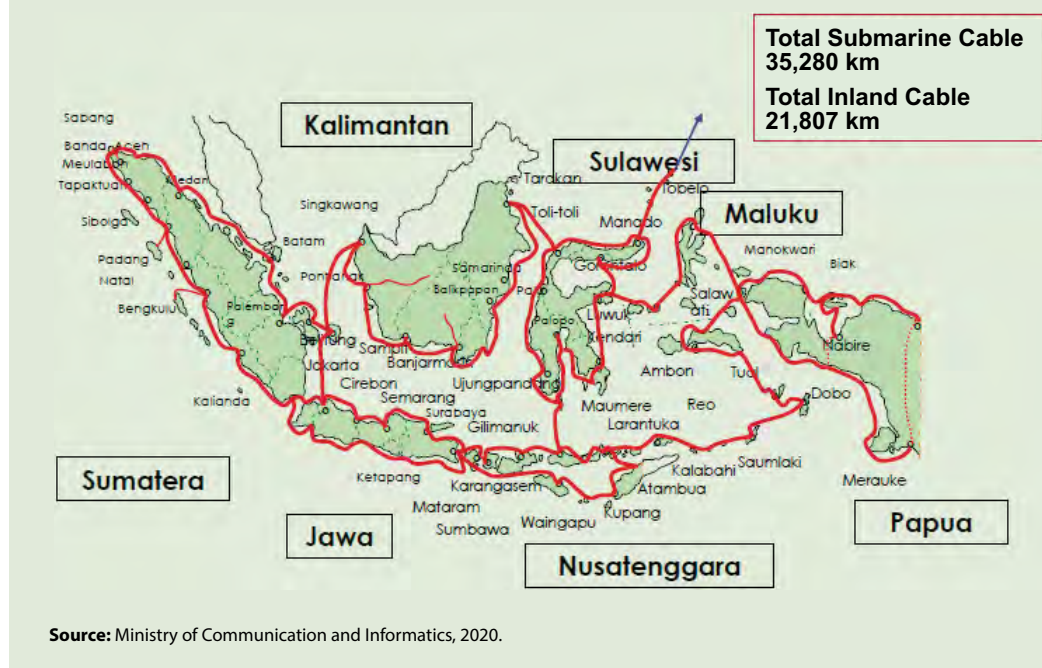 Total Submarine Cable
35,280 km
Total Inland Cable
21,807 km
Kalimantan
Sulawesi
Maluku
Sumatera
Jawa
Nusatenggara
Papua
Sabang
Banda Aceh
Meulaboh
Tapaktuan
Medan
Sibolga
Padang
Natal
Bengkulu
Palemban
g
Batam
Singkawang
Pontianak
Belitung
Jakarta
Kalianda
Cirebon
Semarang
Surabaya
Gilimanuk
Ketapang
Karangasem
Mataram
Sumbawa
Waingapu
Kupang
Atambua
Kalabahi
Saumlaki
Larantuka
Maumere
Reo
Sampit
Banjarmasin
Balikpapan
Samarinda
Tarakan
Toli-toli
Manado
Tobelo
Gorontalo
Palu
Palopo
Luwuk
Kendari
Ujungpandang
Ambon
Tual
Dobo
Salaw
ati
Manokwari
Biak
Nabire
Merauke
Source: Ministry of Communication and Informatics, 2020.